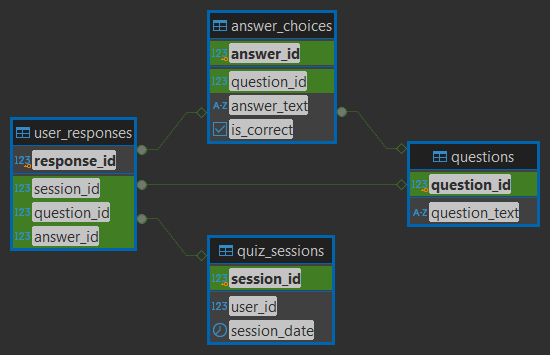 answer_choices
123 answer_id
123 question_id
A-Z answer_text
is_correct
user_responses
123 response_id
123 session_id
123 question_id
123 answer_id
questions
123 question_id
A-Z question_text
quiz_sessions
123 session_id
123 user_id
session_date